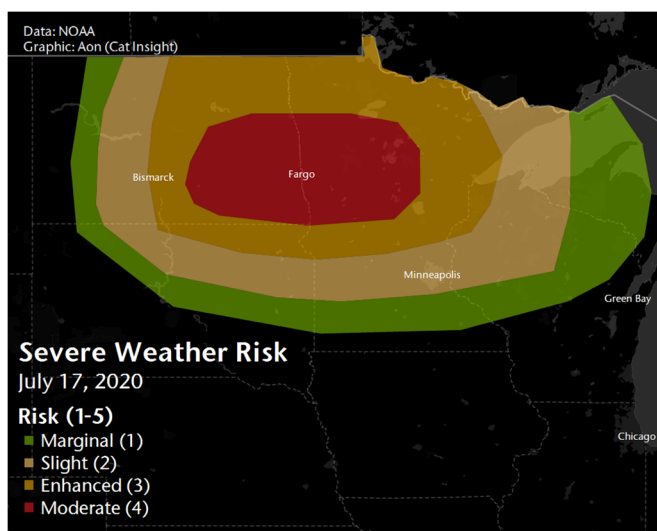 Data: NOAA
Graphic: Aon (Cat Insight)
Bismarck
Fargo
Minneapolis
Green Bay
Severe Weather Risk
July 17, 2020
Risk (1-5)
Marginal (1)
Slight (2)
Enhanced (3)
Moderate (4)
Chicago